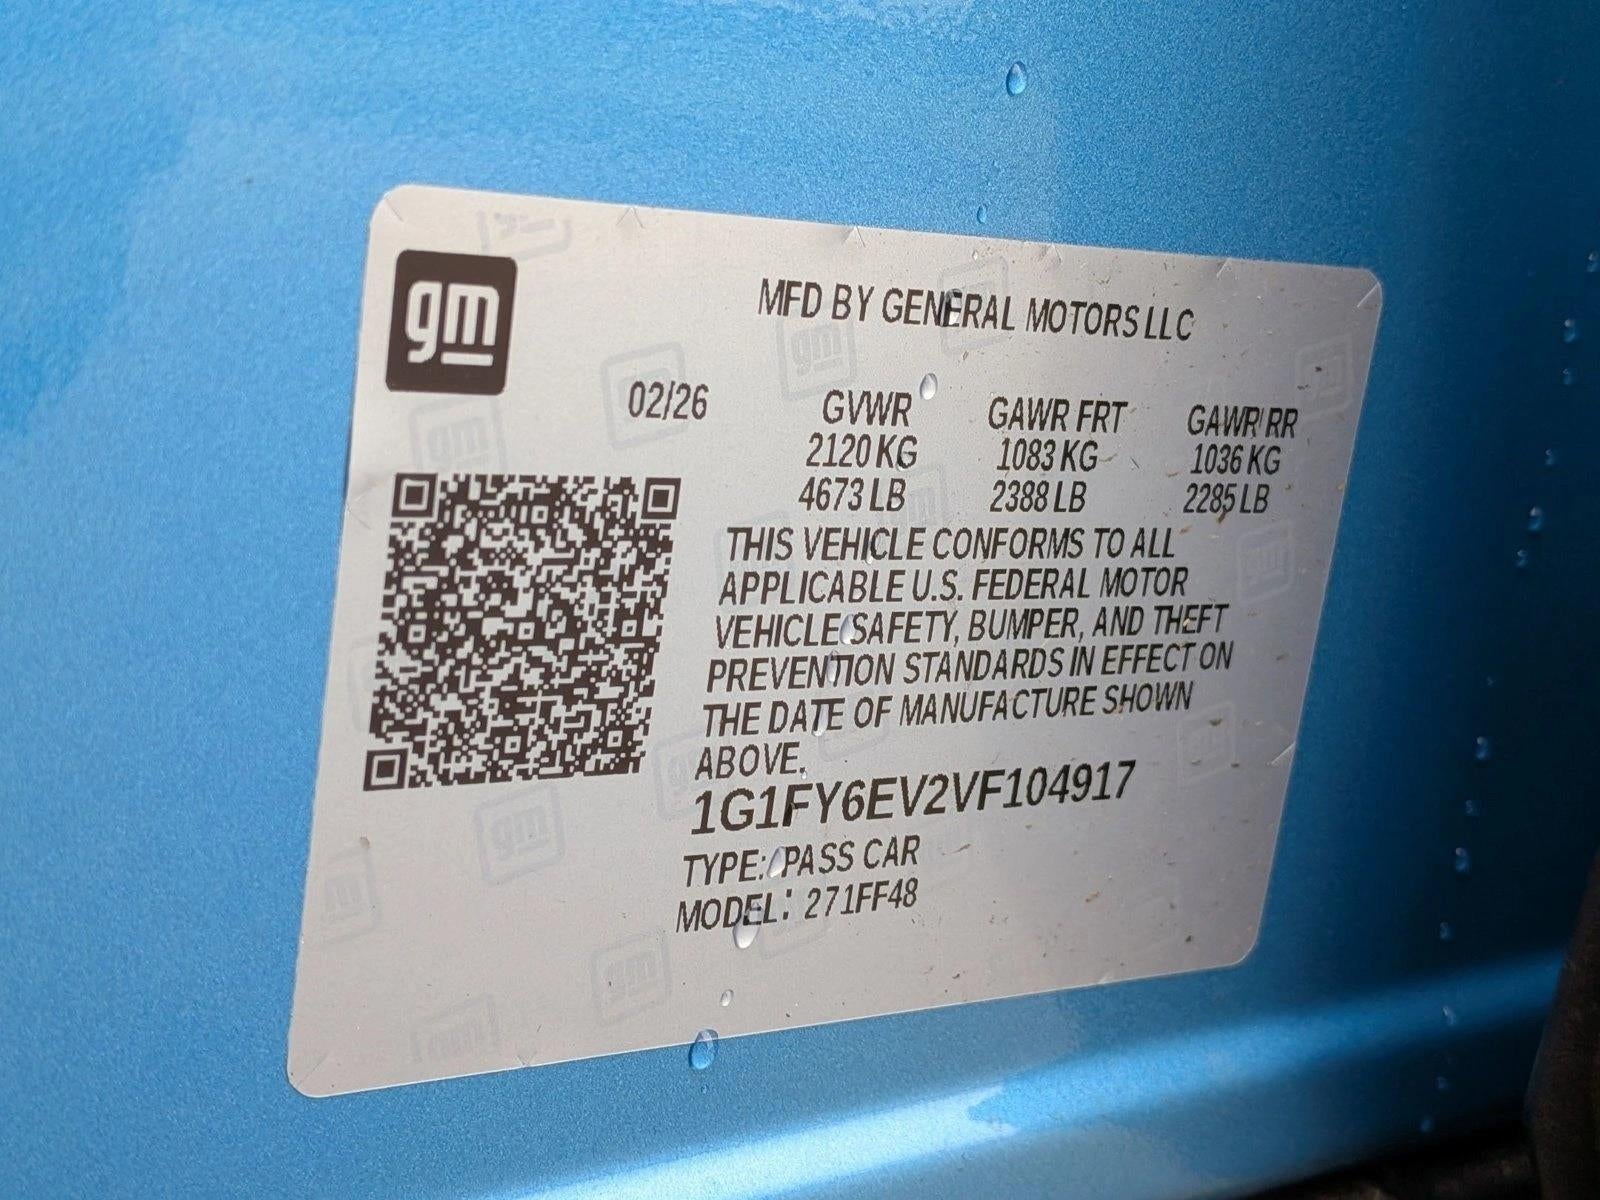 gm
MFD BY GENERAL MOTORS LLC
02/26
GVWR GAWR FRT GAWR RR
2120 KG 1083 KG 1036 KG
4673 LB 2388 LB 2285 LB
THIS VEHICLE CONFORMS TO ALL
APPLICABLE U.S. FEDERAL MOTOR
VEHICLE SAFETY, BUMPER, AND THEFT
PREVENTION STANDARDS IN EFFECT ON
THE DATE OF MANUFACTURE SHOWN
ABOVE.
1G1FY6EV2VF104917
TYPE: PASS CAR
MODEL: 271FF48